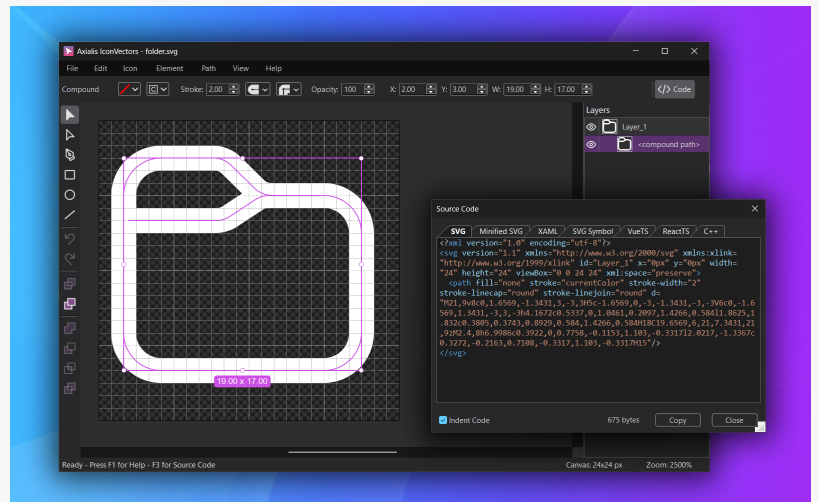 Axialis IconVectors - folder.svg
File Edit Icon Element Path View Help
Compound Stroke: 2.00 Opacity: 100 X: 2.00 Y: 3.00 W: 19.00 H: 17.00 </> Code
Layers
Layer_1
<compound path>
Source Code
SVG Minified SVG XAML SVG Symbol VueTS ReactTS C++
<?xml version="1.0" encoding="utf-8"?>
<svg version="1.1" xmlns="http://www.w3.org/2000/svg" xmlns:xlink=
"http://www.w3.org/1999/xlink" id="Layer_1" x="0px" y="0px" width=
"24" height="24" viewBox="0 0 24 24" xml:space="preserve">
<path fill="none" stroke="currentColor" stroke-width="2"
stroke-linecap="round" stroke-linejoin="round" d=
"M21,9v8c0,1.6569,-1.3431,3,-3,3H5c-1.6569,0,-3,-1.3431,-3,-3V6c0,-1.6
569,1.3431,-3,3,-3h4.1672c0.5337,0,1.0461,0.2097,1.4266,0.584l1.8625,1
.832c0.3805,0.3743,0.8929,0.584,1.4266,0.584H18C19.6569,6,21,7.3431,21
,9zM2.4,8h6.9986c0.3922,0,0.7758,-0.1153,1.103,-0.3317l2.0217,-1.3367c
0.3272,-0.2163,0.7108,-0.3317,1.103,-0.3317H15"/>
</svg>
19.00 x 17.00
Indent Code 675 bytes Copy Close
Ready - Press F1 for Help - F3 for Source Code Canvas: 24x24 px Zoom: 2500%